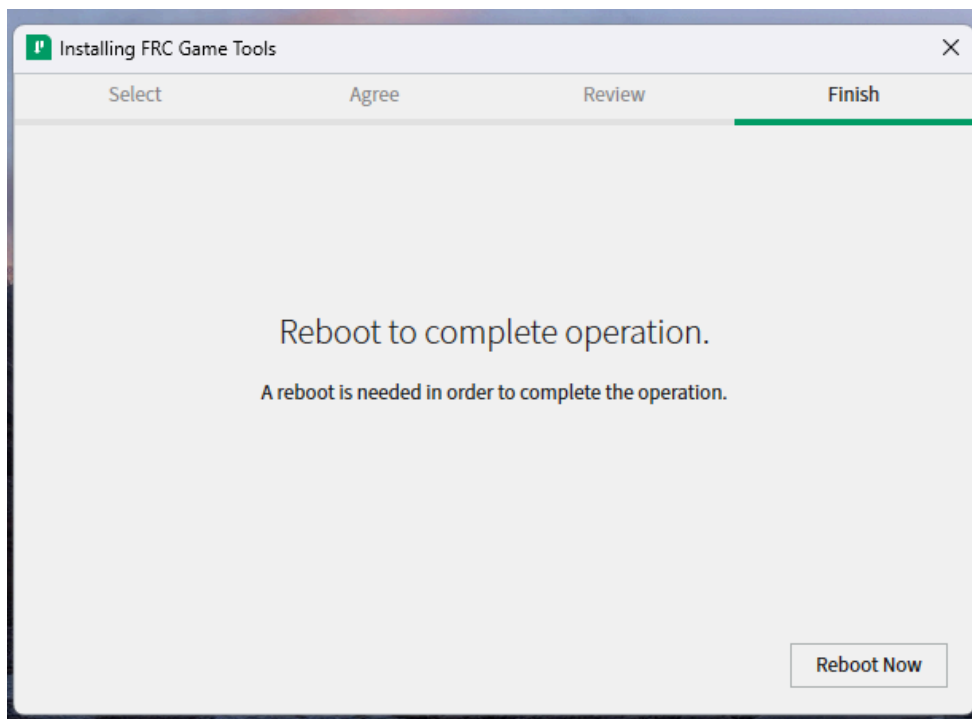 Installing FRC Game Tools
Select Agree Review Finish
Reboot to complete operation.
A reboot is needed in order to complete the operation.
Reboot Now